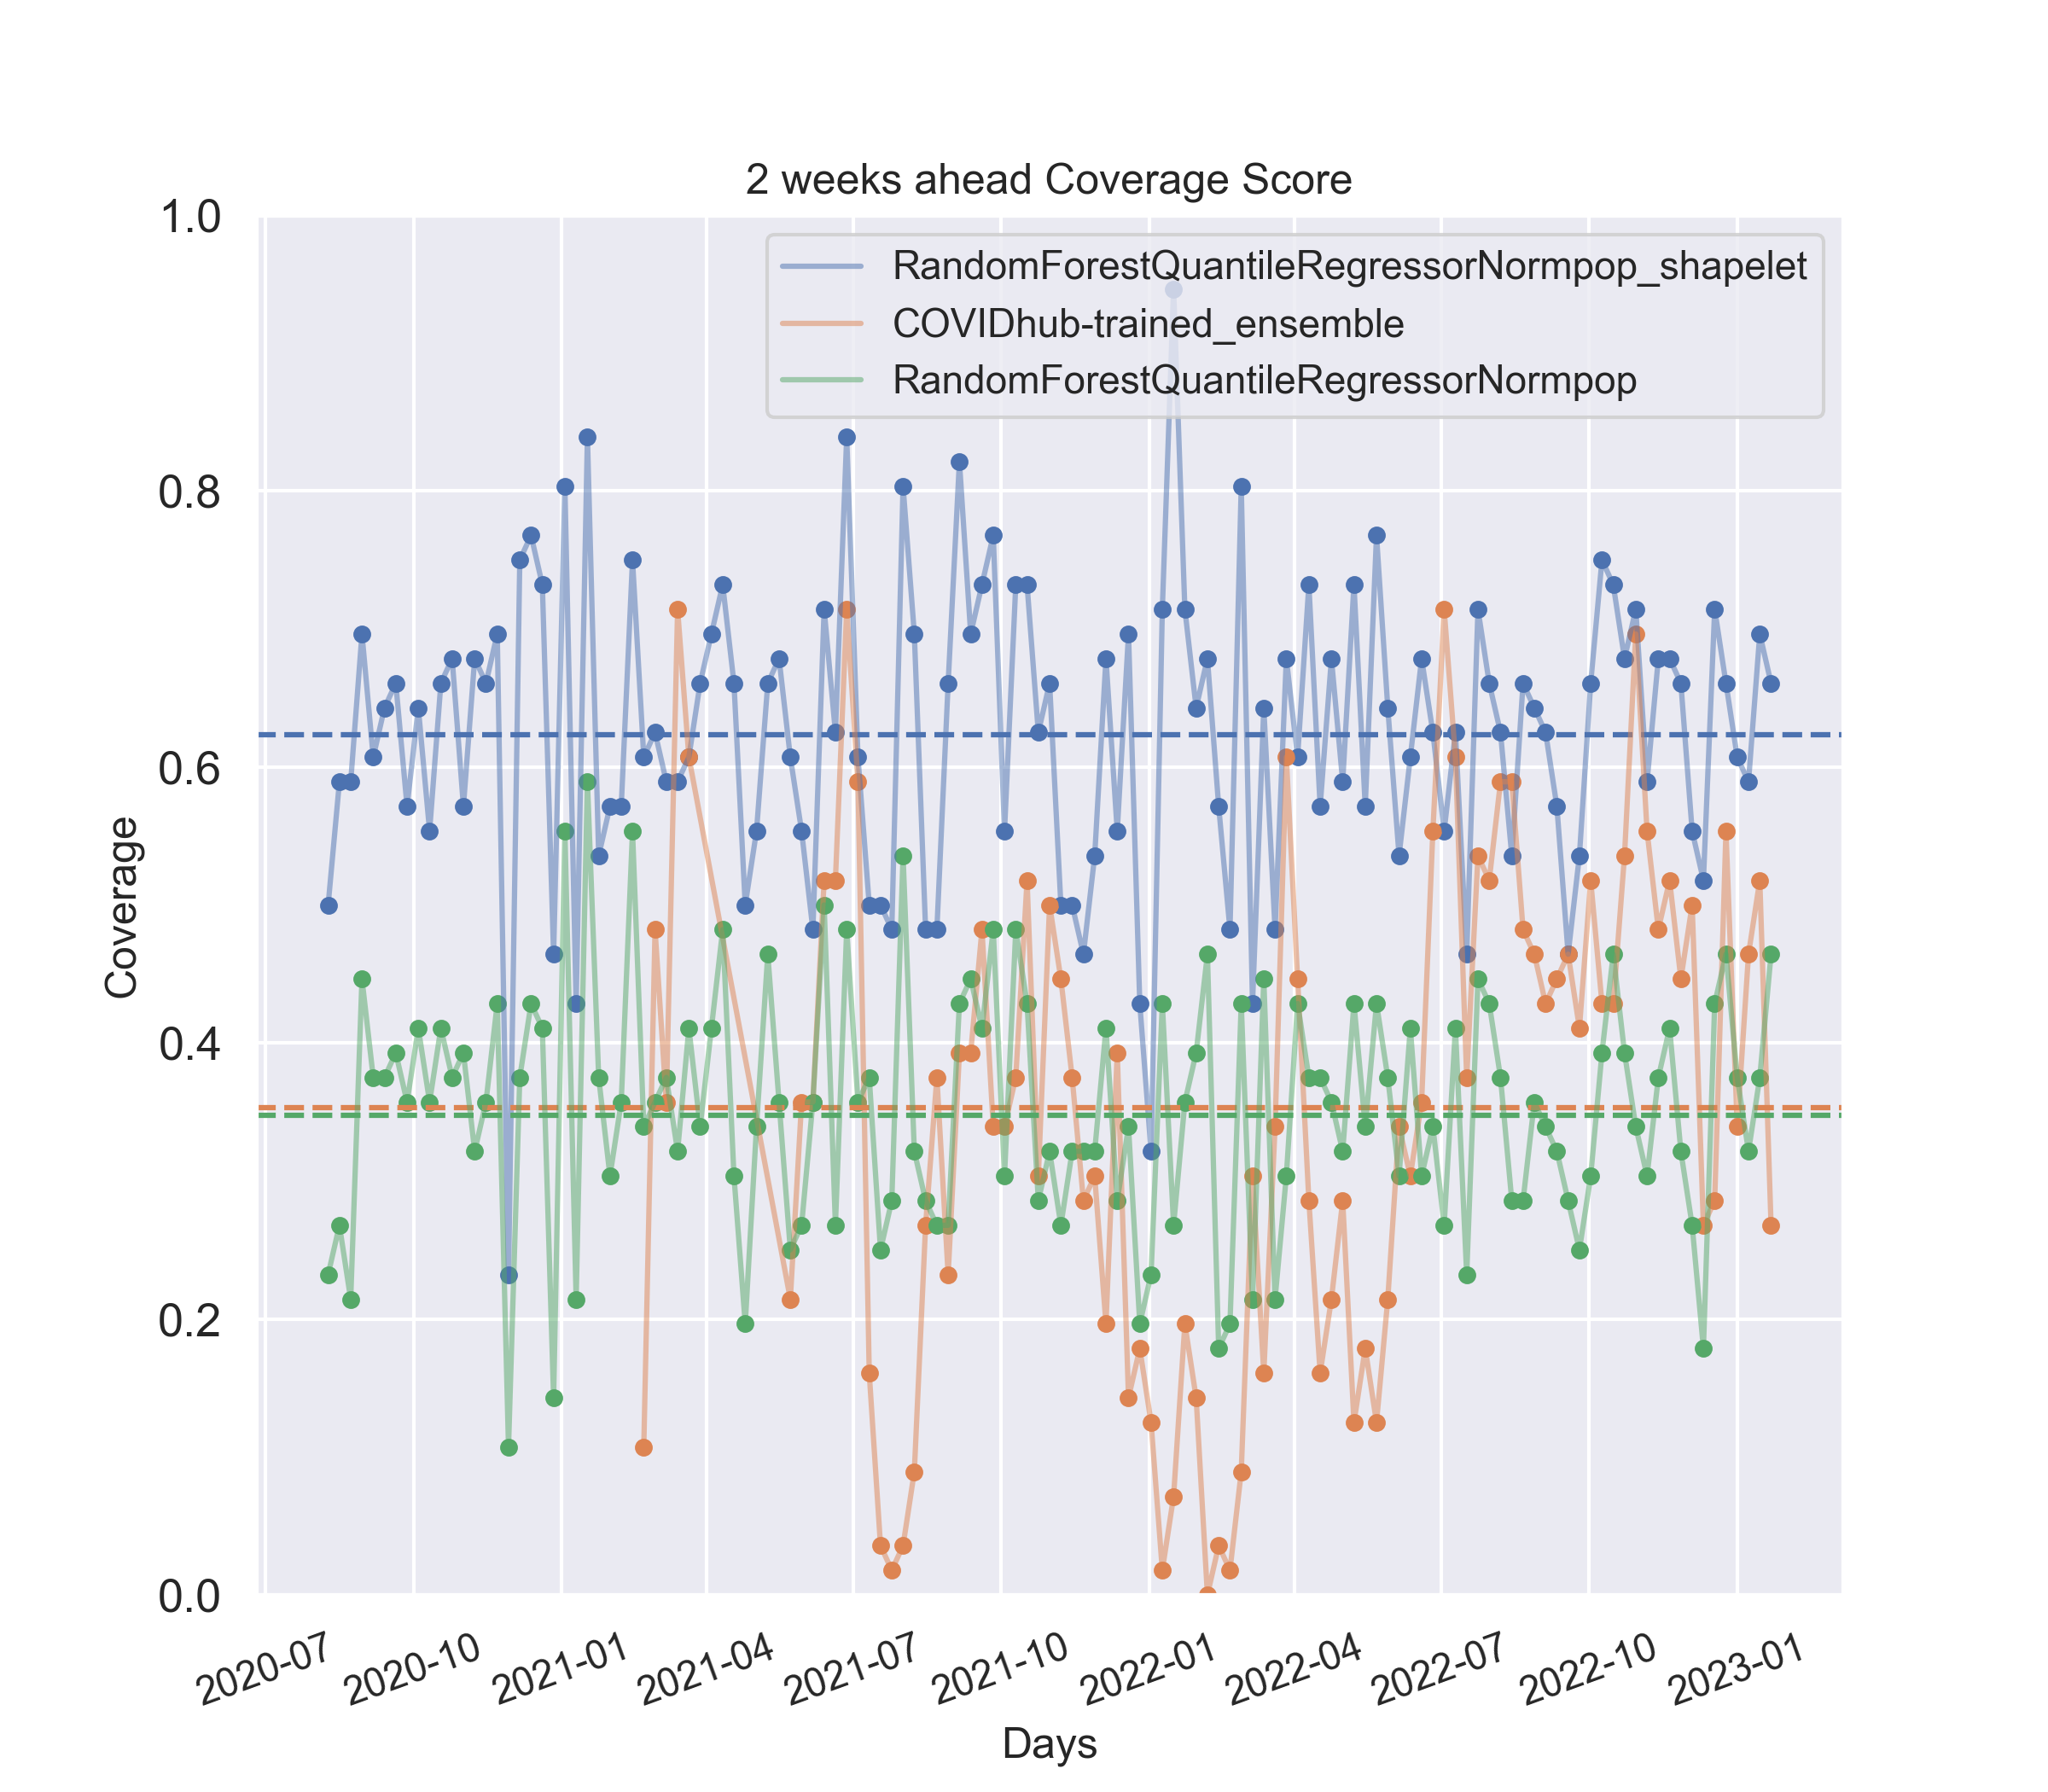 2 weeks ahead Coverage Score
1.0
0.8
0.6
0.4
0.2
0.0
Coverage
RandomForestQuantileRegressorNormpop_shapelet
COVIDhub-trained_ensemble
RandomForestQuantileRegressorNormpop
2020-07
2020-10
2021-01
2021-04
2021-07
2021-10
2022-01
2022-04
2022-07
2022-10
2023-01
Days